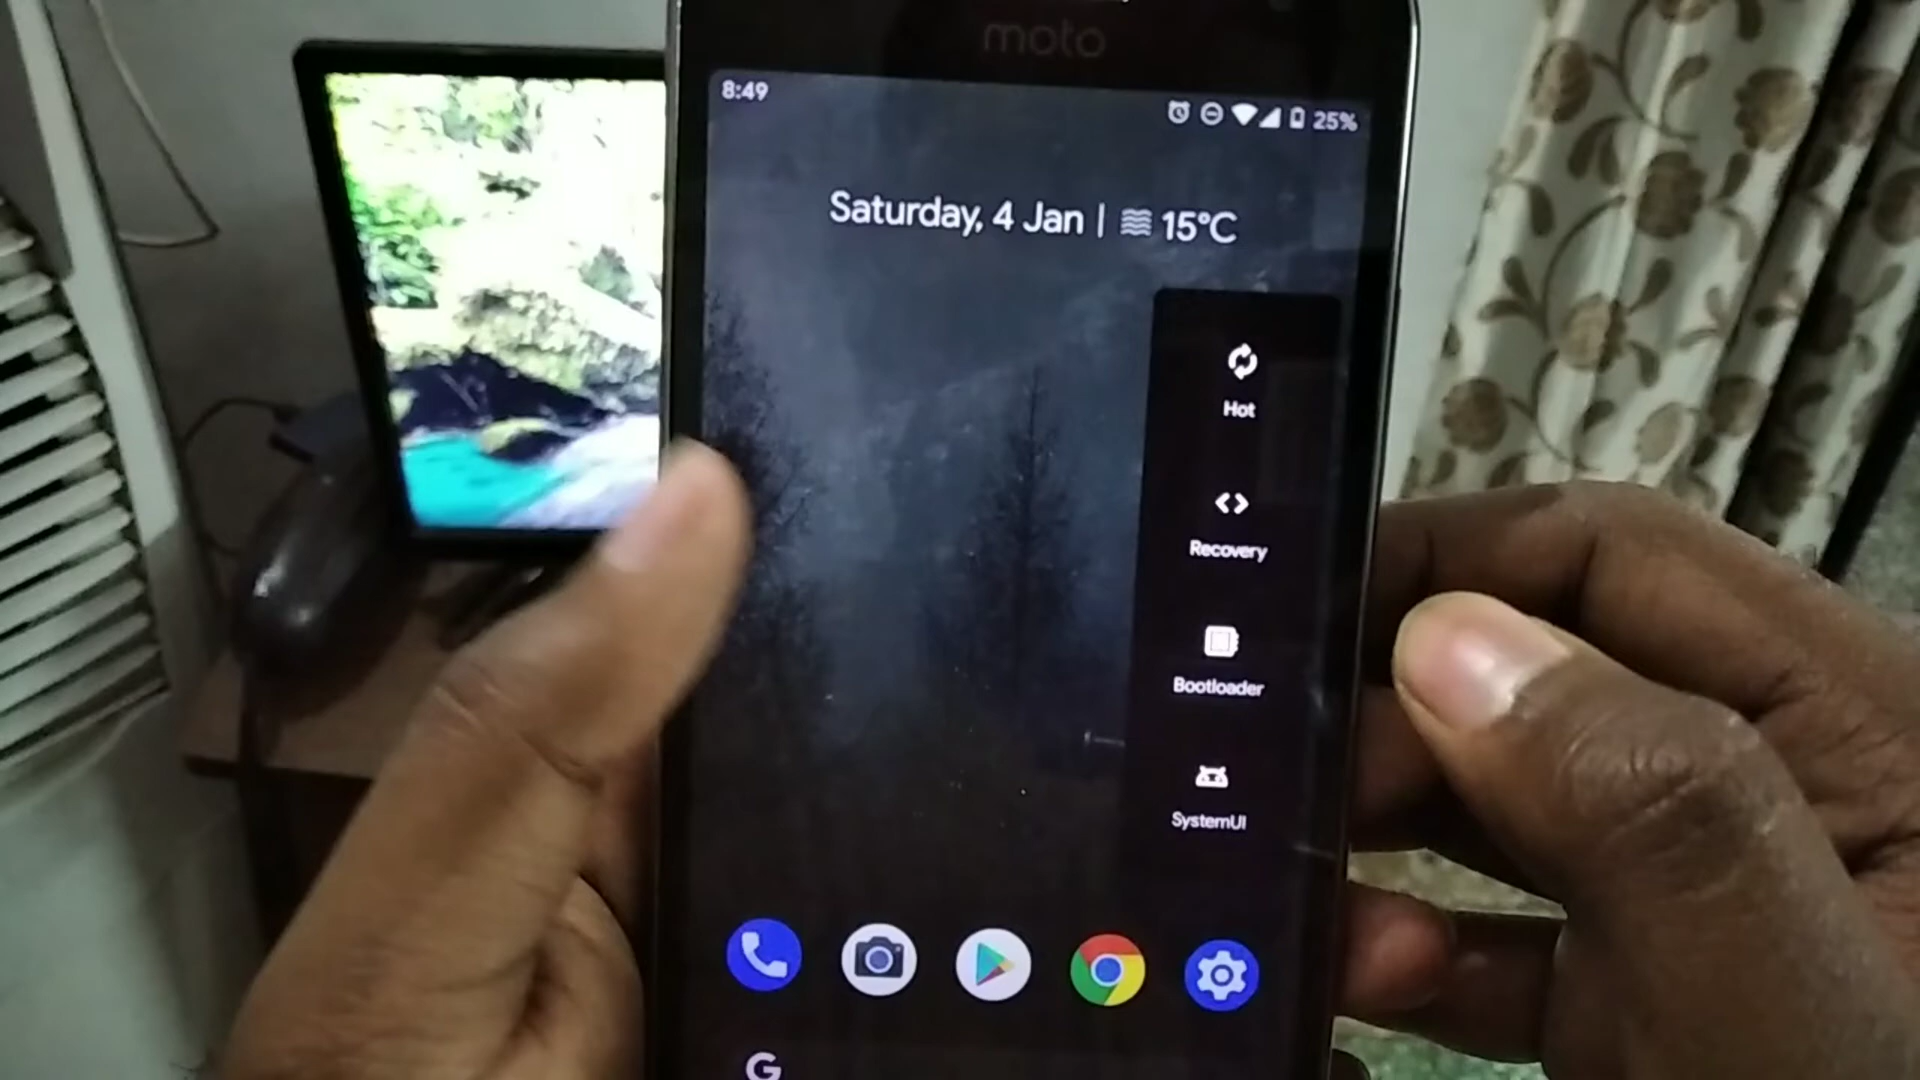 moto
8:49
25%
Saturday, 4 Jan | 15°C
Hot
Recovery
Bootloader
SystemUI
G